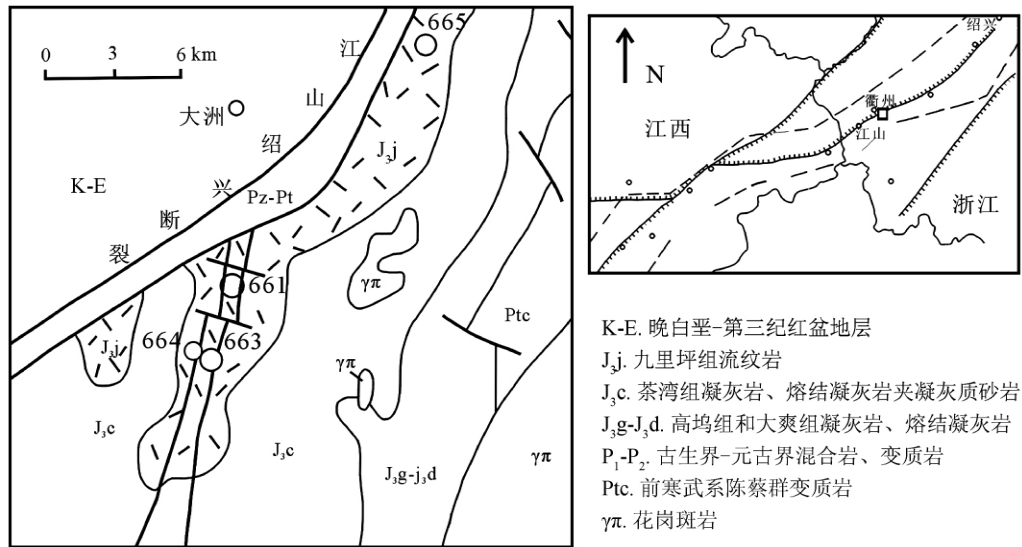 0 3 6 km
大洲
江
山
绍
兴
断
裂
K-E
Pz-Pt
665
J₃j
661
γπ
664
663
J₃j
γπ
Ptc
J₃c
J₃c
J₃g-j₃d
γπ
N
绍兴
衢州
江山
江西
浙江
K-E. 晚白垩-第三纪红盆地层
J₃j. 九里坪组流纹岩
J₃c. 茶湾组凝灰岩、熔结凝灰岩夹凝灰质砂岩
J₃g-J₃d. 高坞组和大爽组凝灰岩、熔结凝灰岩
P₁-P₂. 古生界-元古界混合岩、变质岩
Ptc. 前寒武系陈蔡群变质岩
γπ. 花岗斑岩